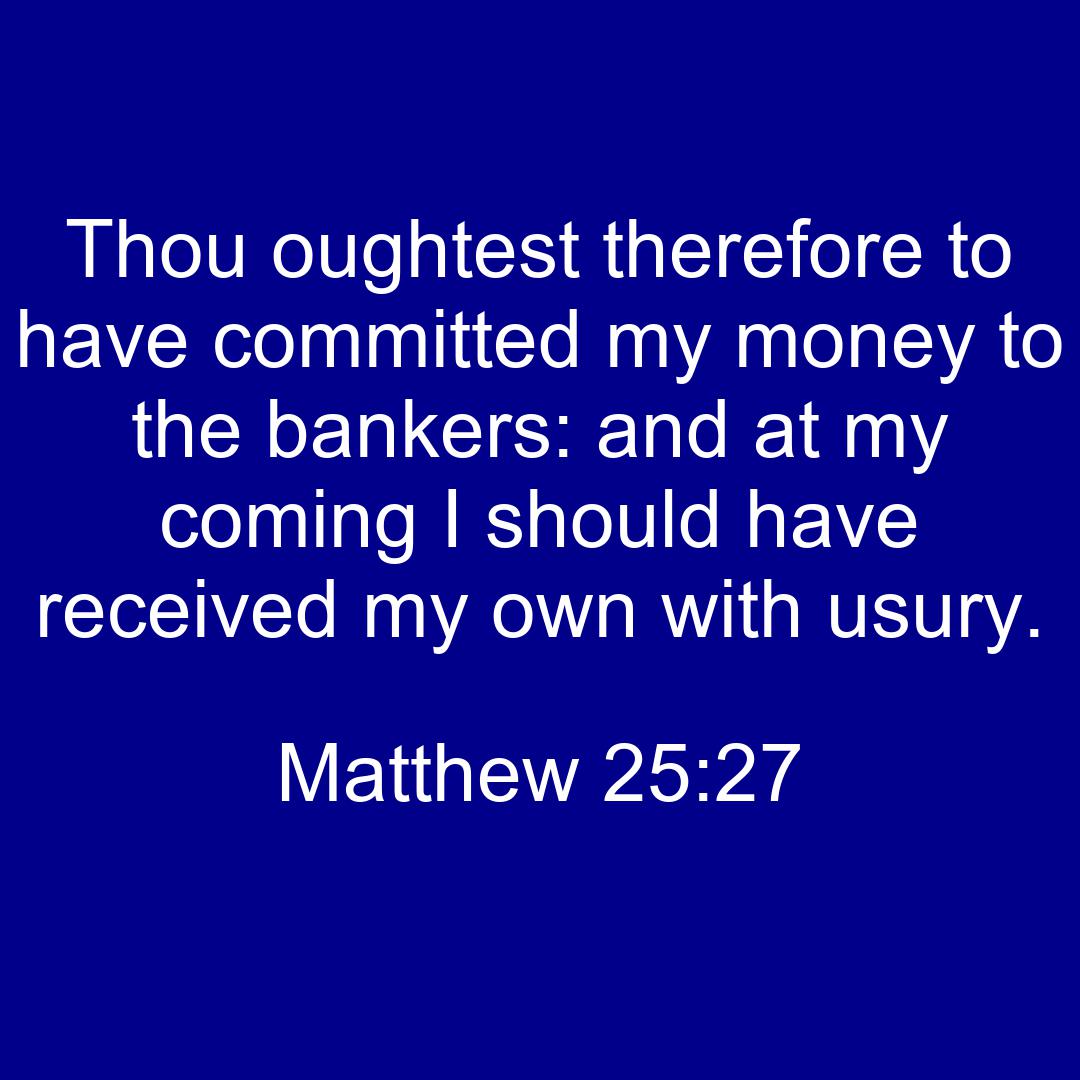 Thou oughtest therefore to
have committed my money to
the bankers: and at my
coming I should have
received my own with usury.
Matthew 25:27